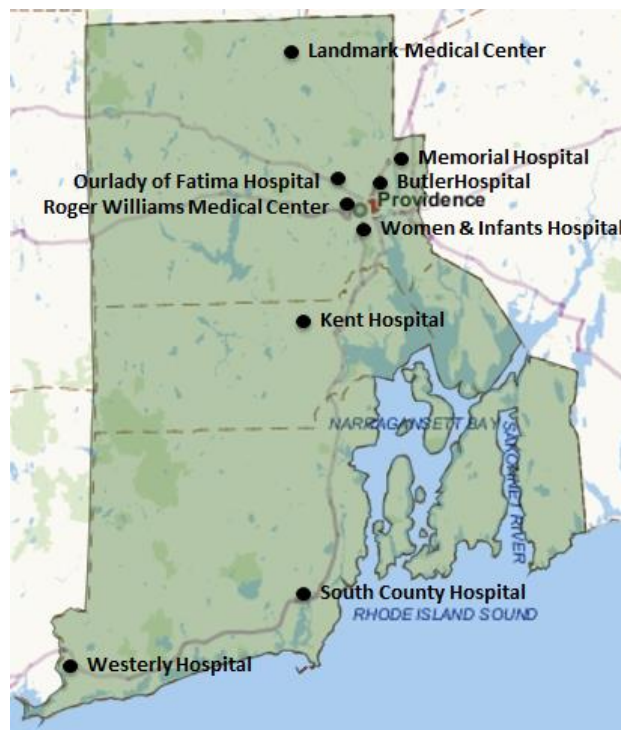 Landmark Medical Center
Memorial Hospital
Ourlady of Fatima Hospital
ButlerHospital
Providence
Roger Williams Medical Center
Women & Infants Hospital
Kent Hospital
NARRAGANSETT BAY
SAKONNET RIVER
South County Hospital
RHODE ISLAND SOUND
Westerly Hospital